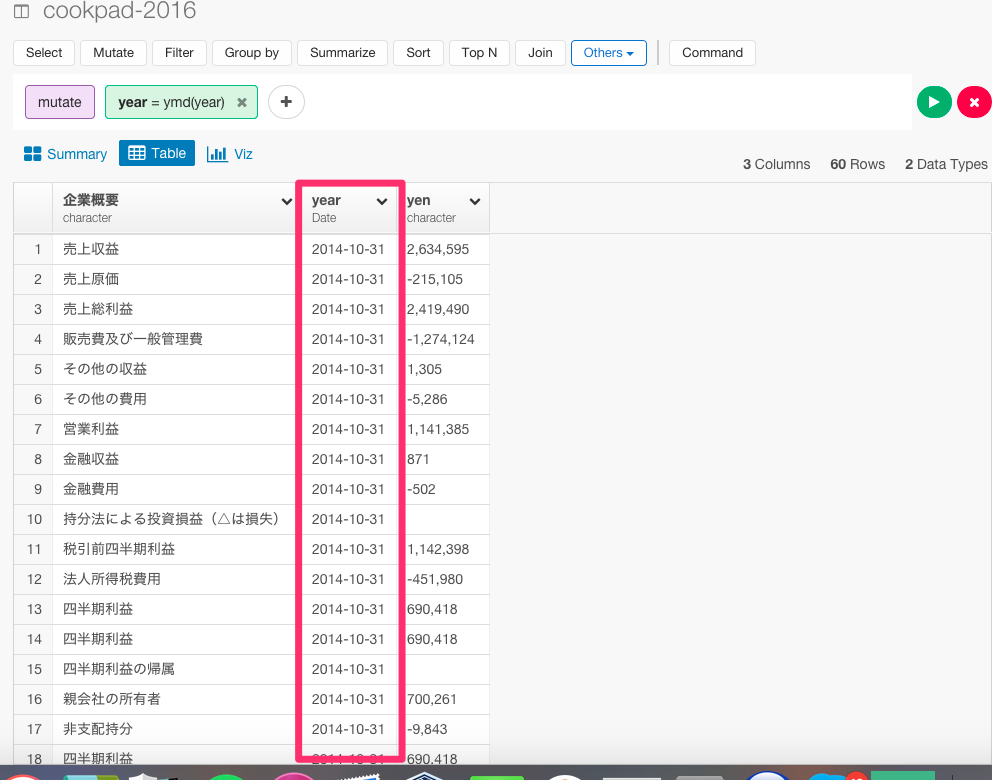 cookpad-2016
Select Mutate Filter Group by Summarize Sort Top N Join Others Command
mutate year = ymd(year) × +
Summary Table Viz
3 Columns 60 Rows 2 Data Types
企業概要 year yen
character Date character
1 売上収益 2014-10-31 2,634,595
2 売上原価 2014-10-31 -215,105
3 売上総利益 2014-10-31 2,419,490
4 販売費及び一般管理費 2014-10-31 -1,274,124
5 その他の収益 2014-10-31 1,305
6 その他の費用 2014-10-31 -5,286
7 営業利益 2014-10-31 1,141,385
8 金融収益 2014-10-31 871
9 金融費用 2014-10-31 -502
10 持分法による投資損益（△は損失） 2014-10-31
11 税引前四半期利益 2014-10-31 1,142,398
12 法人所得税費用 2014-10-31 -451,980
13 四半期利益 2014-10-31 690,418
14 四半期利益 2014-10-31 690,418
15 四半期利益の帰属 2014-10-31
16 親会社の所有者 2014-10-31 700,261
17 非支配持分 2014-10-31 -9,843
18 四半期利益 2014-10-31 690,418